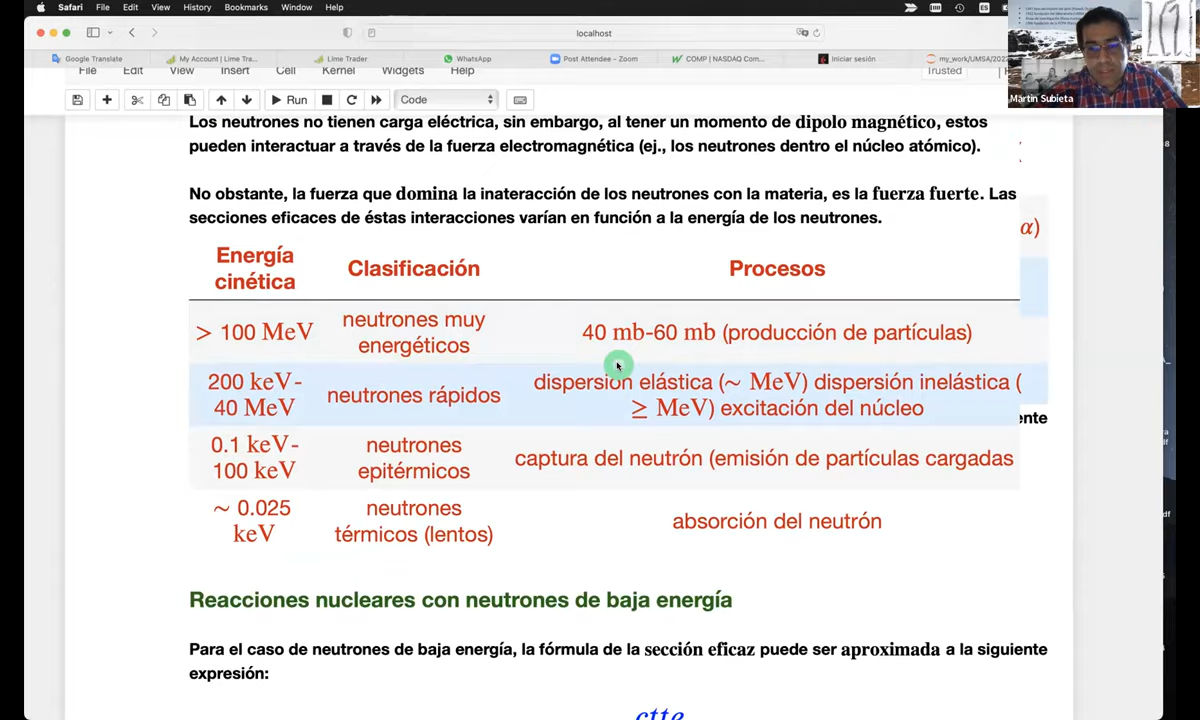 Safari File Edit View History Bookmarks Window Help
localhost
Google Translate My Account | Lime Tra... Lime Trader WhatsApp Post Attendee - Zoom COMP | NASDAQ Com... Iniciar sesión my_work/UMSA/202
File Edit View Insert Cell Kernel Widgets Help Trusted
Run Code
Martin Subieta
Los neutrones no tienen carga eléctrica, sin embargo, al tener un momento de dipolo magnético, estos
pueden interactuar a través de la fuerza electromagnética (ej., los neutrones dentro el núcleo atómico).
No obstante, la fuerza que domina la inateracción de los neutrones con la materia, es la fuerza fuerte. Las
secciones eficaces de éstas interacciones varían en función a la energía de los neutrones.
α)
Energía
cinética
Clasificación
Procesos
> 100 MeV
neutrones muy
energéticos
40 mb-60 mb (producción de partículas)
200 keV-
40 MeV
neutrones rápidos
dispersión elástica (~ MeV) dispersión inelástica (
≥ MeV) excitación del núcleo
ente
0.1 keV-
100 keV
neutrones
epitérmicos
captura del neutrón (emisión de partículas cargadas
~ 0.025
keV
neutrones
térmicos (lentos)
absorción del neutrón
Reacciones nucleares con neutrones de baja energía
Para el caso de neutrones de baja energía, la fórmula de la sección eficaz puede ser aproximada a la siguiente
expresión:
ctte